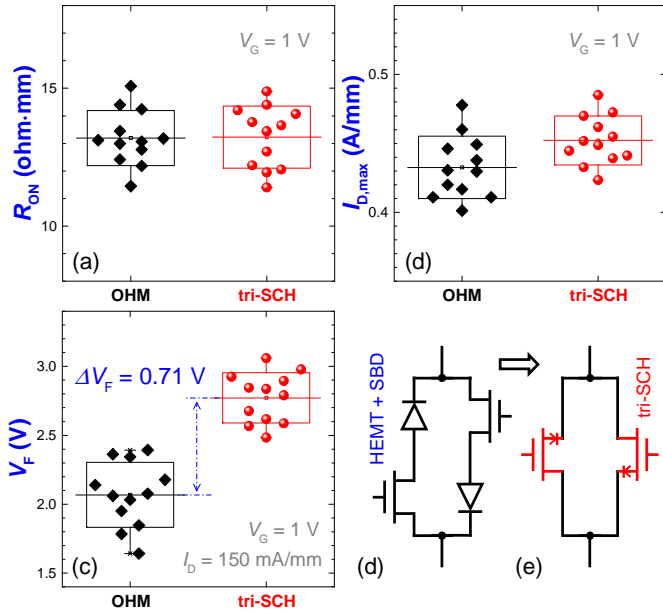 V_G = 1 V
R_ON (ohm·mm)
15
13
10
(a)
OHM
tri-SCH
V_G = 1 V
I_D,max (A/mm)
0.5
0.4
(d)
OHM
tri-SCH
V_F (V)
3.0
2.5
2.0
1.5
ΔV_F = 0.71 V
V_G = 1 V
I_D = 150 mA/mm
(c)
OHM
tri-SCH
HEMT + SBD
(d)
tri-SCH
(e)